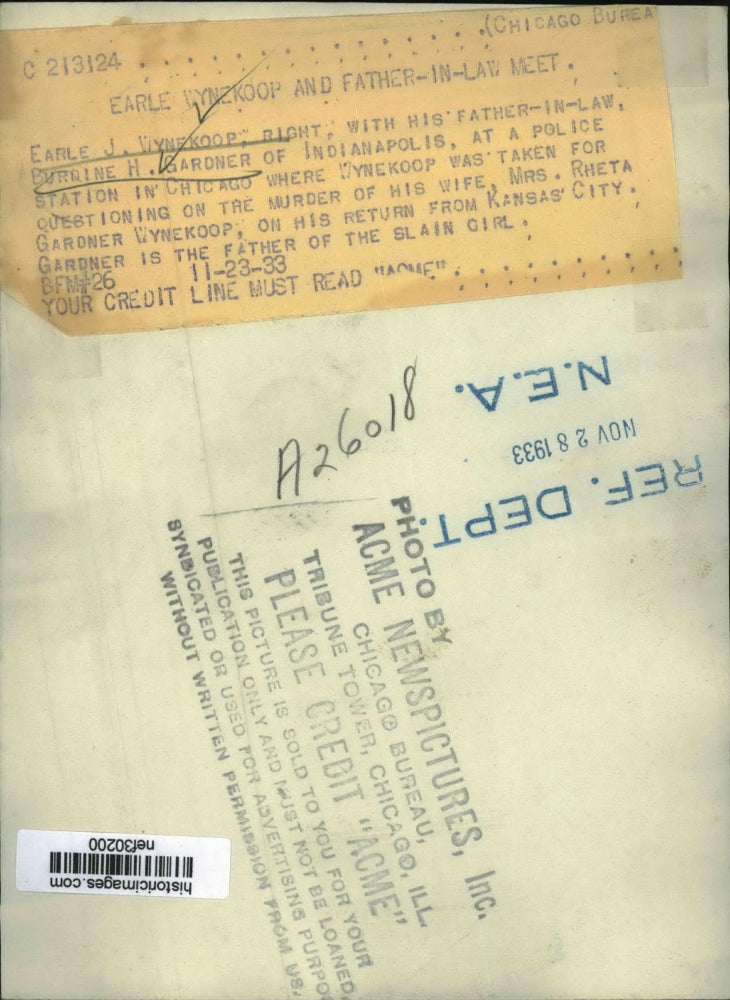 (CHICAGO BUREA
C 213124
EARLE WYNEKOOP AND FATHER-IN-LAW MEET.
EARLE J. WYNEKOOP, RIGHT, WITH HIS FATHER-IN-LAW,
BURDINE H. GARDNER OF INDIANAPOLIS, AT A POLICE
STATION IN CHICAGO WHERE WYNEKOOP WAS TAKEN FOR
QUESTIONING ON THE MURDER OF HIS WIFE, MRS. RHETA
GARDNER WYNEKOOP, ON HIS RETURN FROM KANSAS CITY.
GARDNER IS THE FATHER OF THE SLAIN GIRL.
BFM#26 11-23-33
YOUR CREDIT LINE MUST READ "ACME".
A26018
REF. DEPT.
NOV 28 1933
N.E.A.
PHOTO BY
ACME NEWSPICTURES, Inc.
CHICAGO BUREAU,
TRIBUNE TOWER, CHICAGO, ILL.
PLEASE CREDIT "ACME"
THIS PICTURE IS SOLD TO YOU FOR YOUR
PUBLICATION ONLY AND MUST NOT BE LOANED,
SYNDICATED OR USED FOR ADVERTISING PURPO
WITHOUT WRITTEN PERMISSION FROM US.
historicimages.com
nef30200